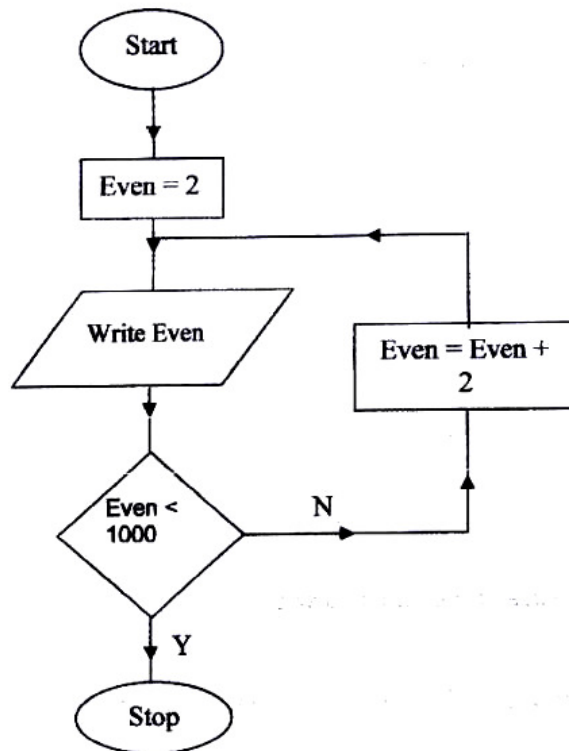 Start
Even = 2
Write Even
Even = Even +
2
Even <
1000
N
Y
Stop